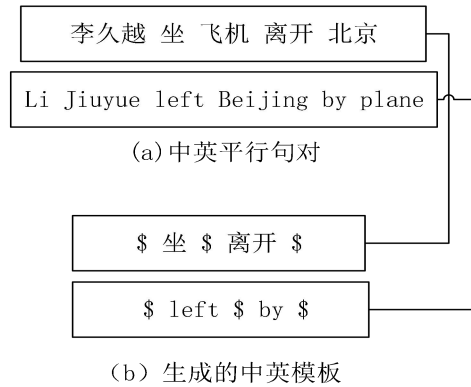 李久越 坐 飞机 离开 北京
Li Jiuyue left Beijing by plane
(a)中英平行句对
$ 坐 $ 离开 $
$ left $ by $
（b）生成的中英模板